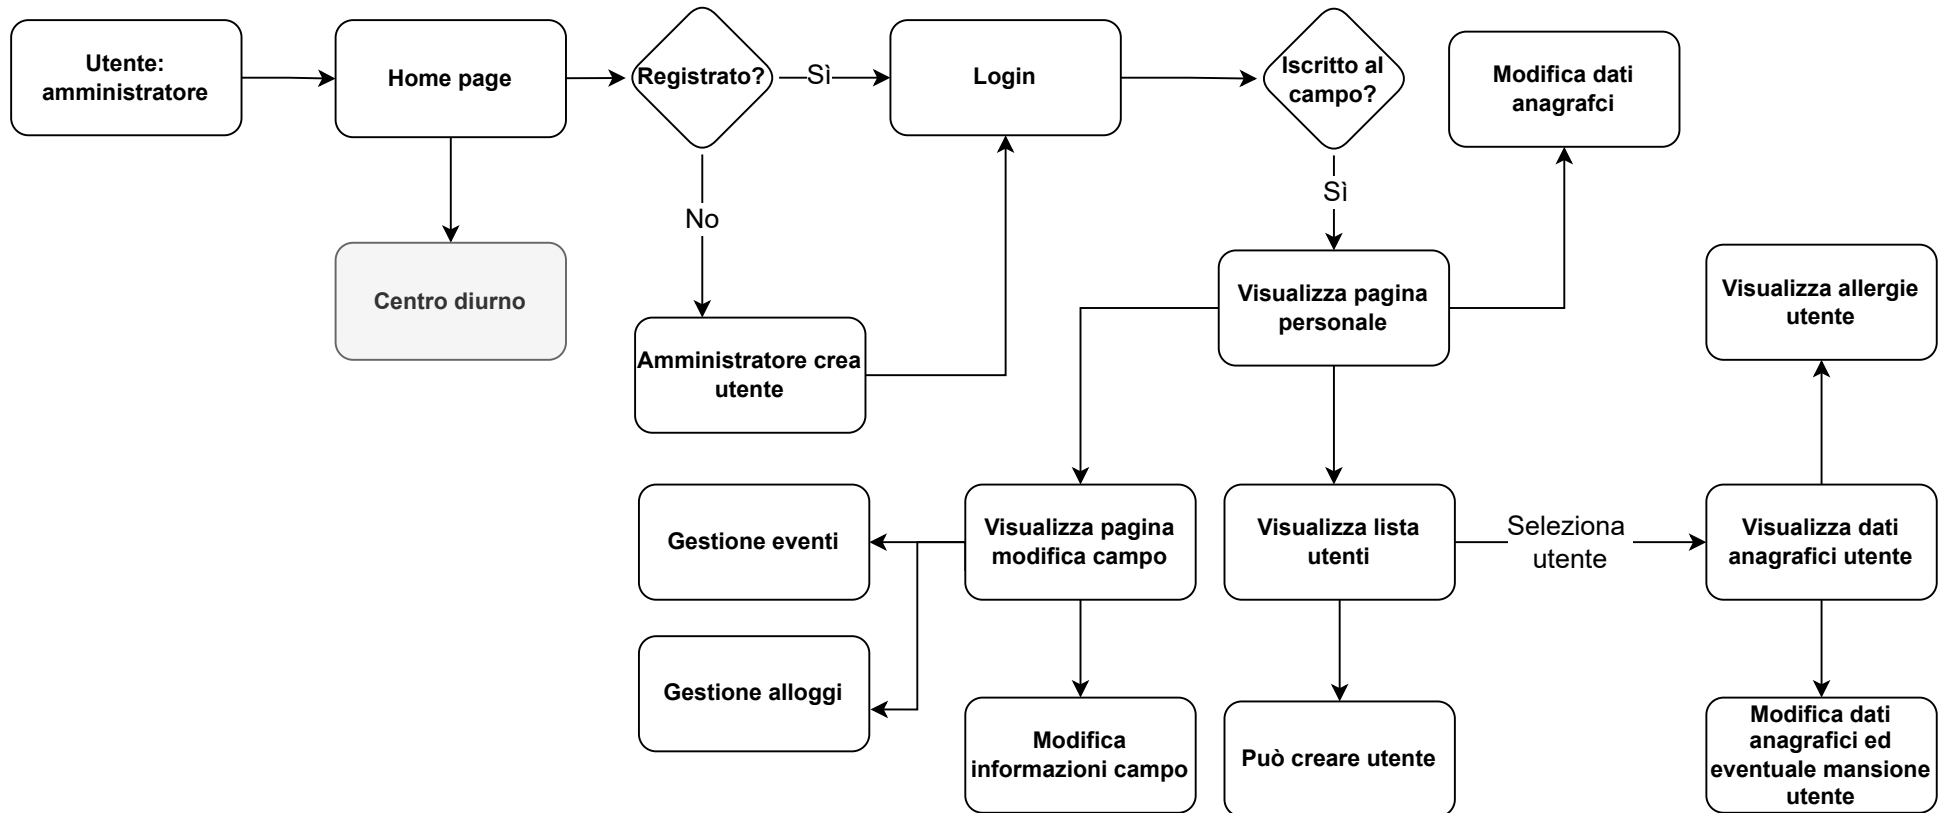 Utente:
amministratore
Home page
Registrato?
Sì
Login
Iscritto al
campo?
Modifica dati
anagrafci
No
Sì
Centro diurno
Amministratore crea
utente
Visualizza pagina
personale
Visualizza allergie
utente
Gestione eventi
Visualizza pagina
modifica campo
Visualizza lista
utenti
Seleziona
utente
Visualizza dati
anagrafici utente
Gestione alloggi
Modifica
informazioni campo
Può creare utente
Modifica dati
anagrafici ed
eventuale mansione
utente